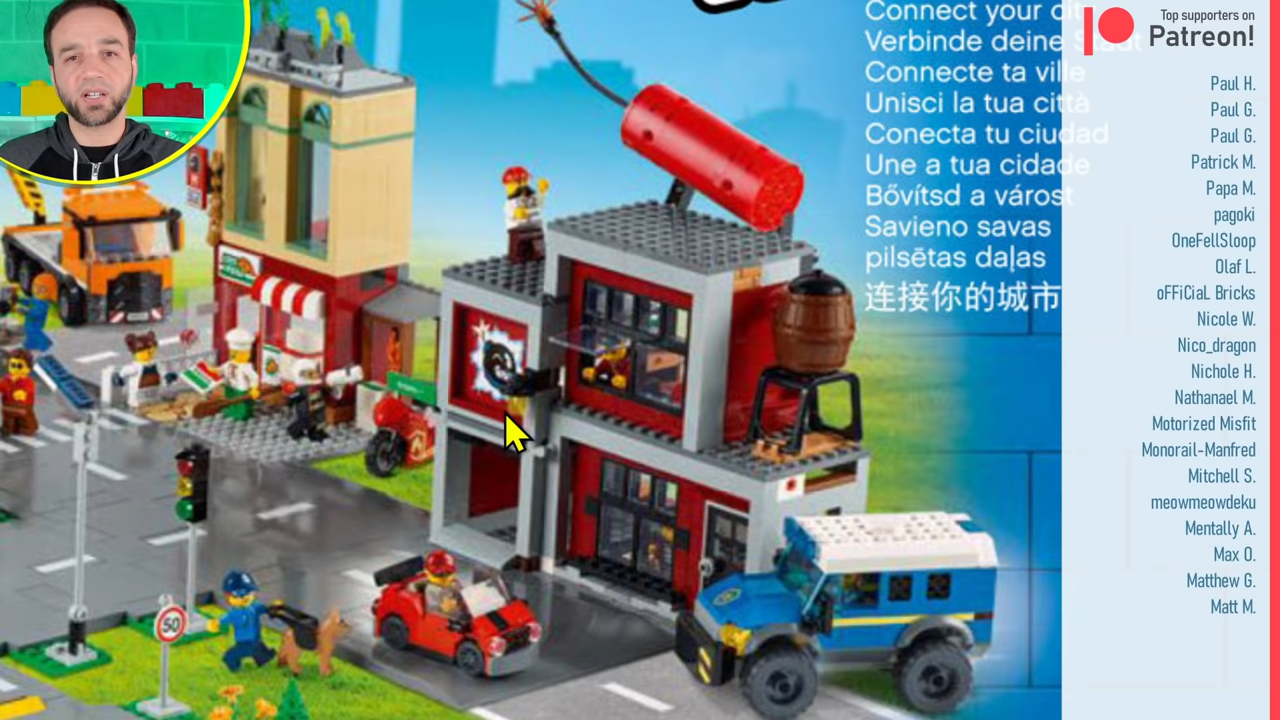 Connect your city
Verbinde deine Stadt
Connecte ta ville
Unisci la tua città
Conecta tu ciudad
Une a tua cidade
Bővítsd a várost
Savieno savas
pilsētas daļas
连接你的城市
50
Top supporters on
Patreon!
Paul H.
Paul G.
Paul G.
Patrick M.
Papa M.
pagoki
OneFellSloop
Olaf L.
oFFiCiaL Bricks
Nicole W.
Nico_dragon
Nichole H.
Nathanael M.
Motorized Misfit
Monorail-Manfred
Mitchell S.
meowmeowdeku
Mentally A.
Max O.
Matthew G.
Matt M.